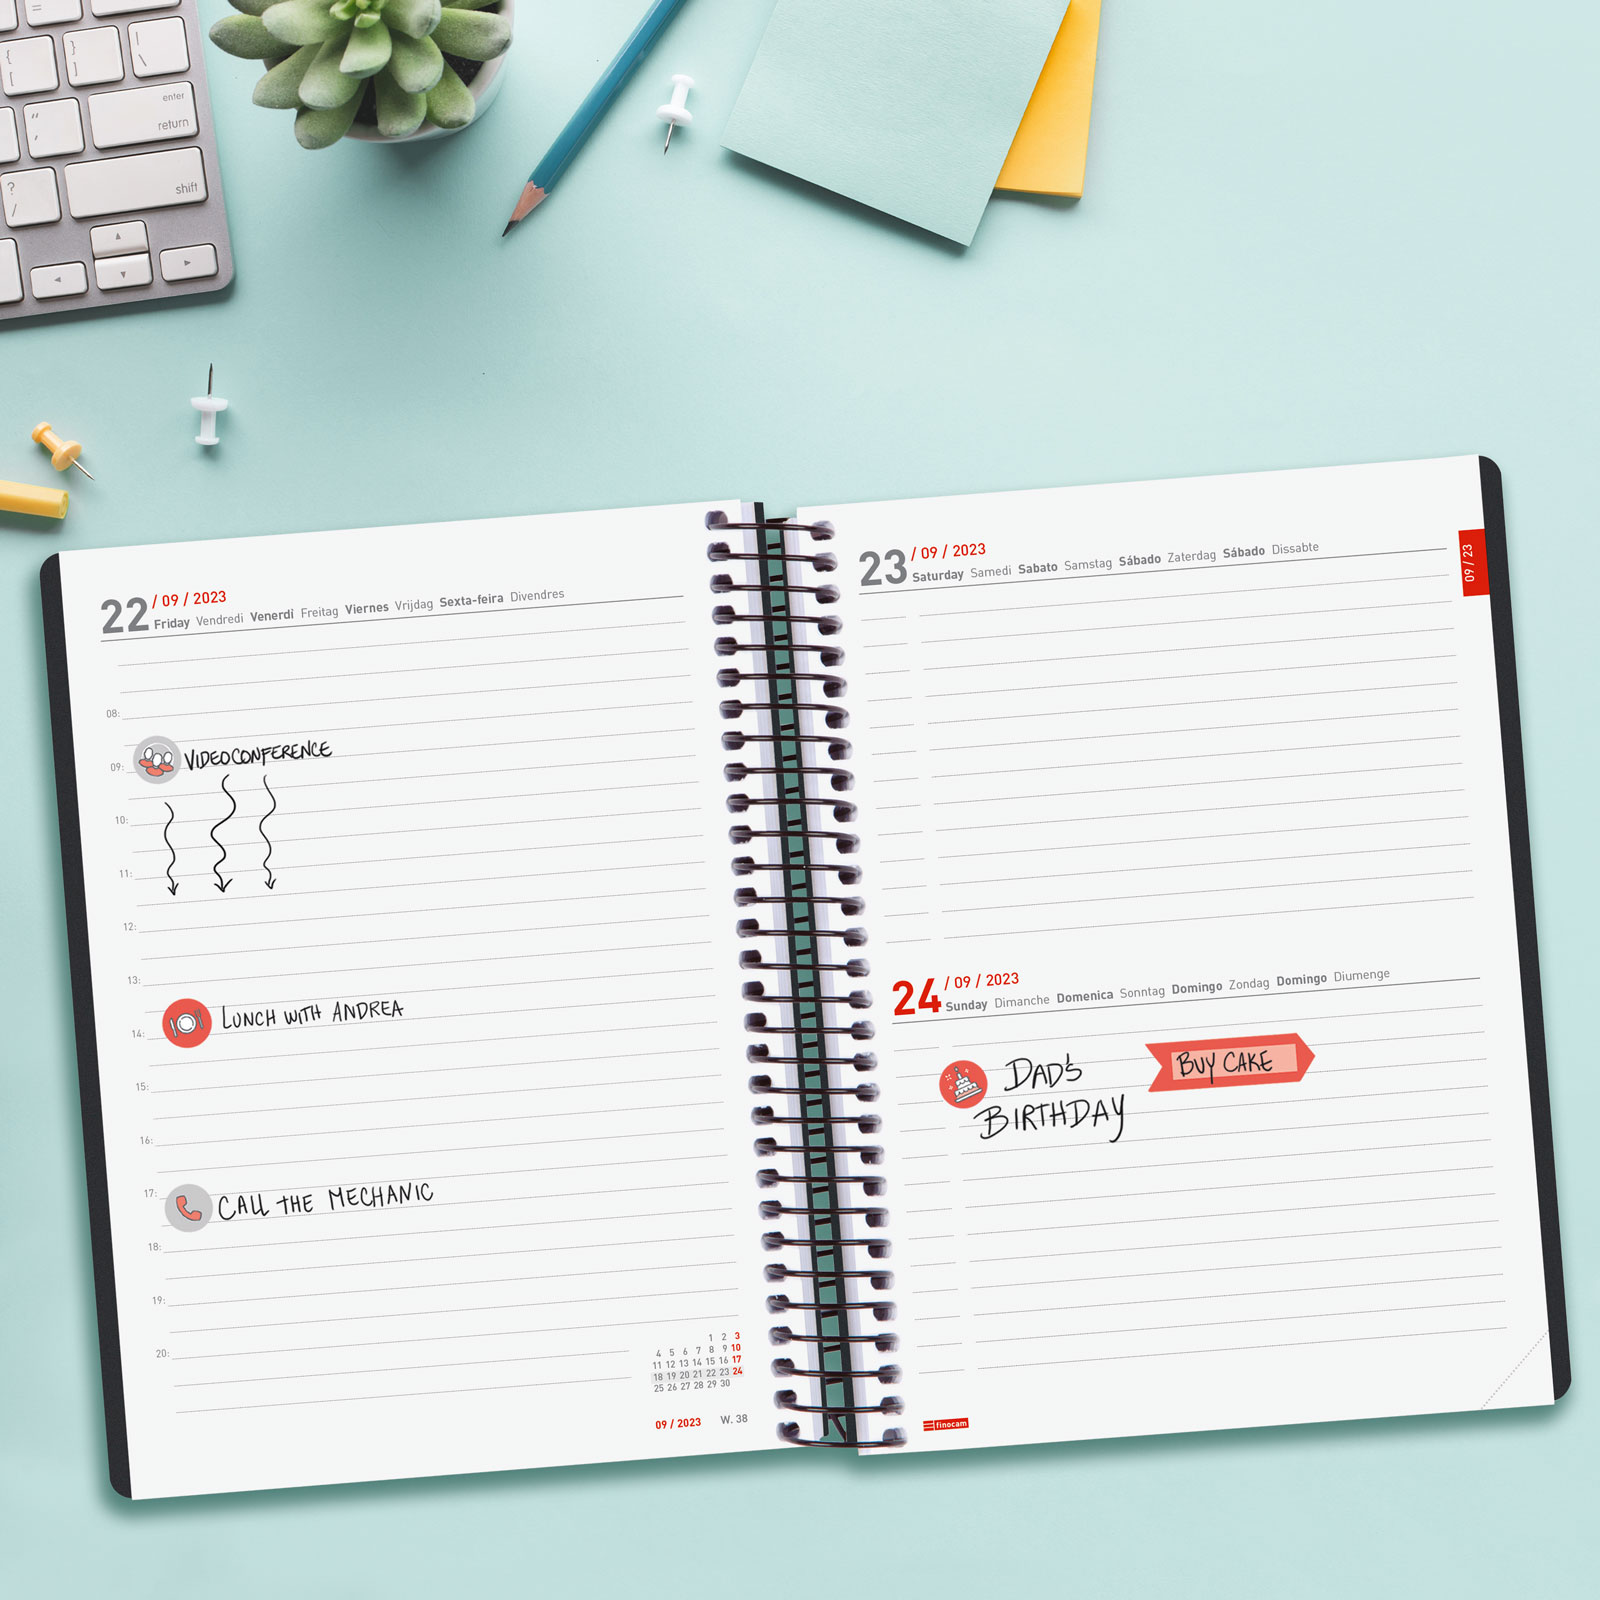 {
[
}
]
|
\
"
'
enter
return
?
/
shift
22 / 09 / 2023
Friday Vendredi Venerdì Freitag Viernes Vrijdag Sexta-feira Divendres
08:
09: VIDEOCONFERENCE
10:
11:
12:
13:
14: LUNCH WITH ANDREA
15:
16:
17: CALL THE MECHANIC
18:
19:
20:
1 2 3
4 5 6 7 8 9 10
11 12 13 14 15 16 17
18 19 20 21 22 23 24
25 26 27 28 29 30
09 / 2023 W. 38
23 / 09 / 2023
Saturday Samedi Sabato Samstag Sábado Zaterdag Sábado Dissabte
09 / 23
24 / 09 / 2023
Sunday Dimanche Domenica Sonntag Domingo Zondag Domingo Diumenge
DAD'S
BIRTHDAY
BUY CAKE
finocam